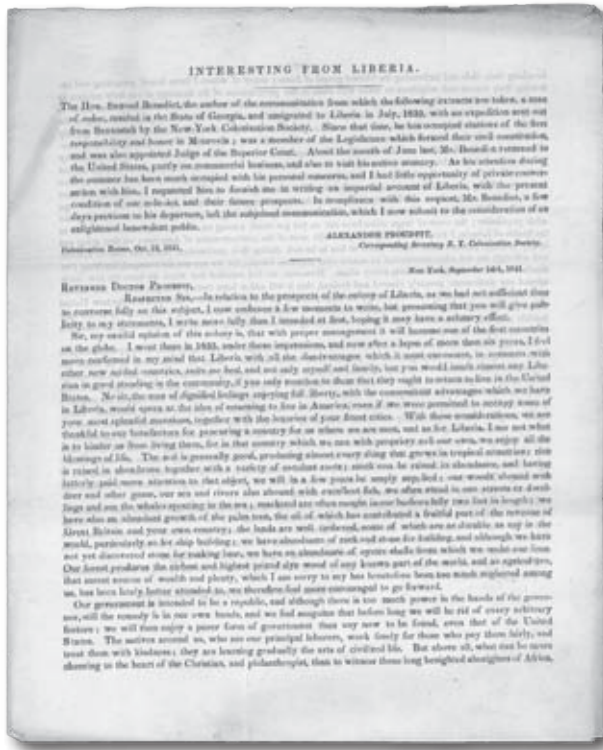 INTERESTING FROM LIBERIA.
The Hon. Samuel Benedict, the author of the communication from which the following extracts are taken, a man
of color, resided in the State of Georgia, and emigrated to Liberia in July, 1835, with an expedition sent out
from Savannah by the New-York Colonization Society. Since that time, he has occupied stations of the first
responsibility and honor in Monrovia; was a member of the Legislature which formed their civil constitution,
and was also appointed Judge of the Superior Court. About the month of June last, Mr. Benedict returned to
the United States, partly on commercial business, and also to visit his native country. As his attention during
the summer has been much occupied with his personal concerns, and I had little opportunity of private conver-
sation with him, I requested him to furnish me in writing an impartial account of Liberia, with the present
condition of our colonies and their future prospects. In compliance with this request, Mr. Benedict, a few
days previous to his departure, left the subjoined communication, which I now submit to the consideration of an
enlightened benevolent public.
ALEXANDER PROUDFIT,
Colonization Rooms, Oct. 1841. Corresponding Secretary N. Y. Colonization Society.
New York, September 1841.
REVEREND DOCTOR PROUDFIT,
RESPECTED SIR,—In relation to the prospects of the colony of Liberia, as we had not sufficient time
to converse fully on this subject, I now embrace a few moments to write, but presuming that you will give pub-
licity to my statements, I write more fully than I intended at first, hoping it may have a salutary effect.
Sir, my candid opinion of this colony is, that with proper management it will become one of the first countries
on the globe. I went there in 1835, under these impressions, and now after a lapse of more than six years, I feel
more confirmed in my mind that Liberia with all the disadvantages which it must encounter, in common with
other new settled countries, suits me best, and not only myself and family, but you would insult almost any Libe-
rian in good standing in the community, if you only mention to them that they ought to return to live in the United
States. No sir, the man of dignified feelings enjoying full liberty, with the convenient advantages which we have
in Liberia, would spurn at the idea of returning to live in America, even if we were permitted to occupy some of
your most splendid mansions, together with the luxuries of your finest cities. With these considerations, we are
thankful to our benefactors for procuring a country for us where we are men, and as for Liberia, I see not what
is to hinder us from loving them, for in that country which we can with propriety call our own, we enjoy all the
blessings of life. The soil is generally good, producing almost every thing that grows in tropical countries; rice
is raised in abundance together with a variety of esculent roots; stock can be raised in abundance, and having
latterly paid more attention to that object, we will in a few years be amply supplied; our woods abound with
deer and other game, our sea and rivers also abound with excellent fish, we often stand in our streets or dwel-
lings and see the whales spouting in the sea; mackerel are often caught in our harbors fully two feet in length; we
have also an abundant growth of the palm tree, the oil of which has contributed a fruitful part of the revenue of
Great Britain and your own country; the lands are well timbered, some of which are as durable as any in the
world, particularly so for ship building; we have abundance of rock and stone for building, and although we have
not yet discovered stone for making lime, we have an abundance of oyster shells from which we make our lime.
Our forest produces the richest and highest priced dye wood of any known part of the world, and as agriculture,
that surest source of wealth and plenty, which I am sorry to say has heretofore been too much neglected among
us, has been lately better attended to, we therefore feel more encouraged to go forward.
Our government is intended to be a republic, and although there is too much power in the hands of the gover-
nor, still the remedy is in our own hands, and we feel sanguine that before long we will be rid of every arbitrary
feature; we will then enjoy a purer form of government than any now to be found, even that of the United
States. The natives around us, who are our principal laborers, work freely for those who pay them fairly, and
treat them with kindness; they are learning gradually the arts of civilized life. But above all, what can be more
cheering to the heart of the Christian, and philanthropist, than to witness these long benighted aborigines of Africa,